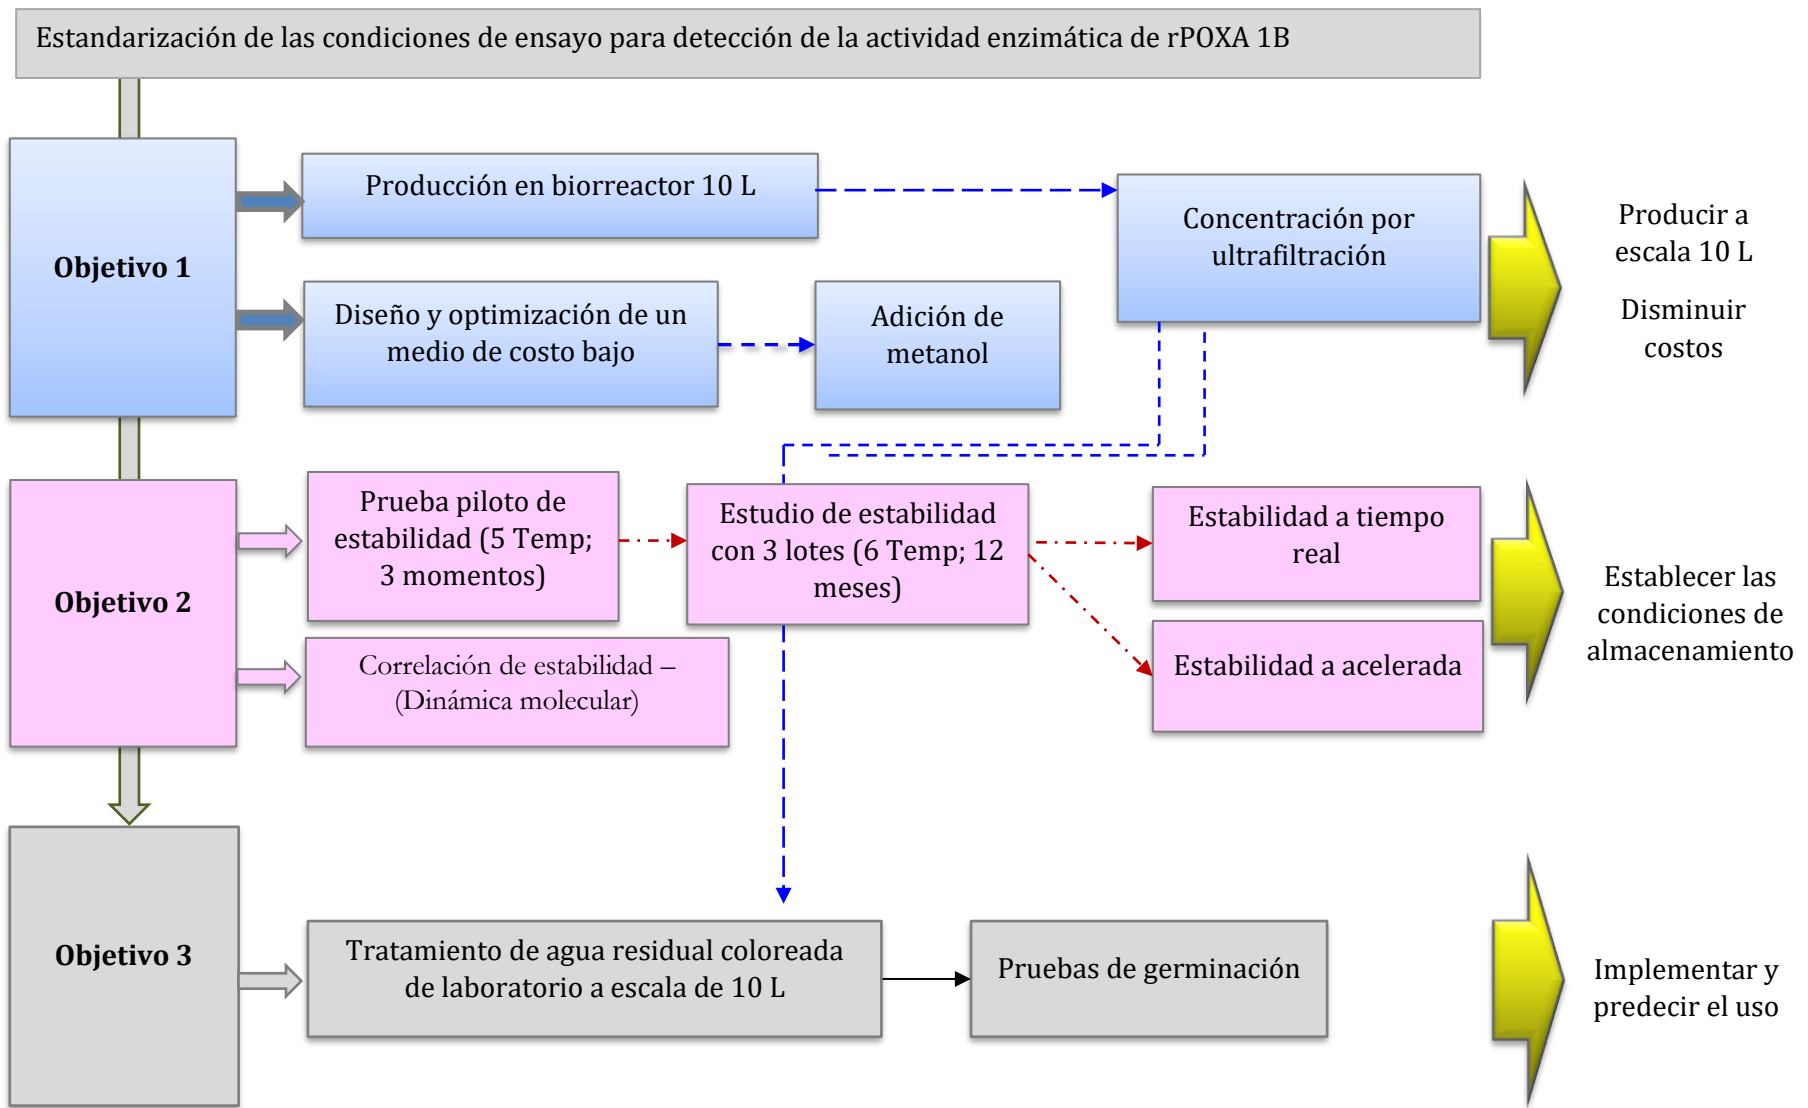 Estandarización de las condiciones de ensayo para detección de la actividad enzimática de rPOXA 1B
Objetivo 1
Producción en biorreactor 10 L
Concentración por
ultrafiltración
Diseño y optimización de un
medio de costo bajo
Adición de
metanol
Producir a
escala 10 L
Disminuir
costos
Objetivo 2
Prueba piloto de
estabilidad (5 Temp;
3 momentos)
Estudio de estabilidad
con 3 lotes (6 Temp; 12
meses)
Estabilidad a tiempo
real
Estabilidad a acelerada
Correlación de estabilidad –
(Dinámica molecular)
Establecer las
condiciones de
almacenamiento
Objetivo 3
Tratamiento de agua residual coloreada
de laboratorio a escala de 10 L
Pruebas de germinación
Implementar y
predecir el uso